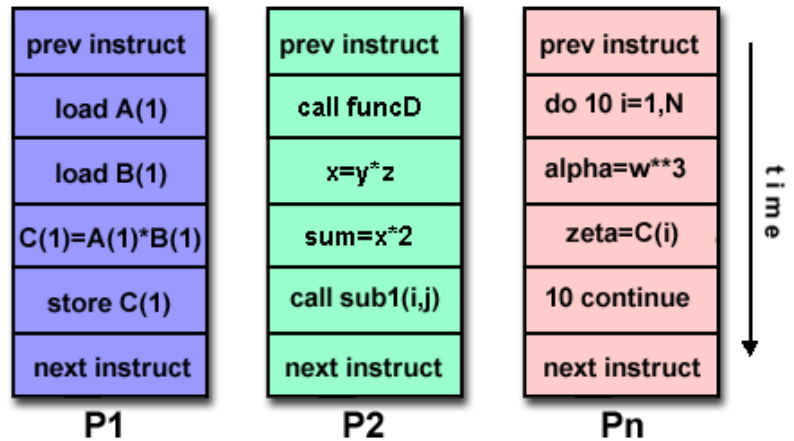 prev instruct
load A(1)
load B(1)
C(1)=A(1)*B(1)
store C(1)
next instruct
P1
prev instruct
call funcD
x=y*z
sum=x*2
call sub1(i,j)
next instruct
P2
prev instruct
do 10 i=1,N
alpha=w**3
zeta=C(i)
10 continue
next instruct
Pn
time